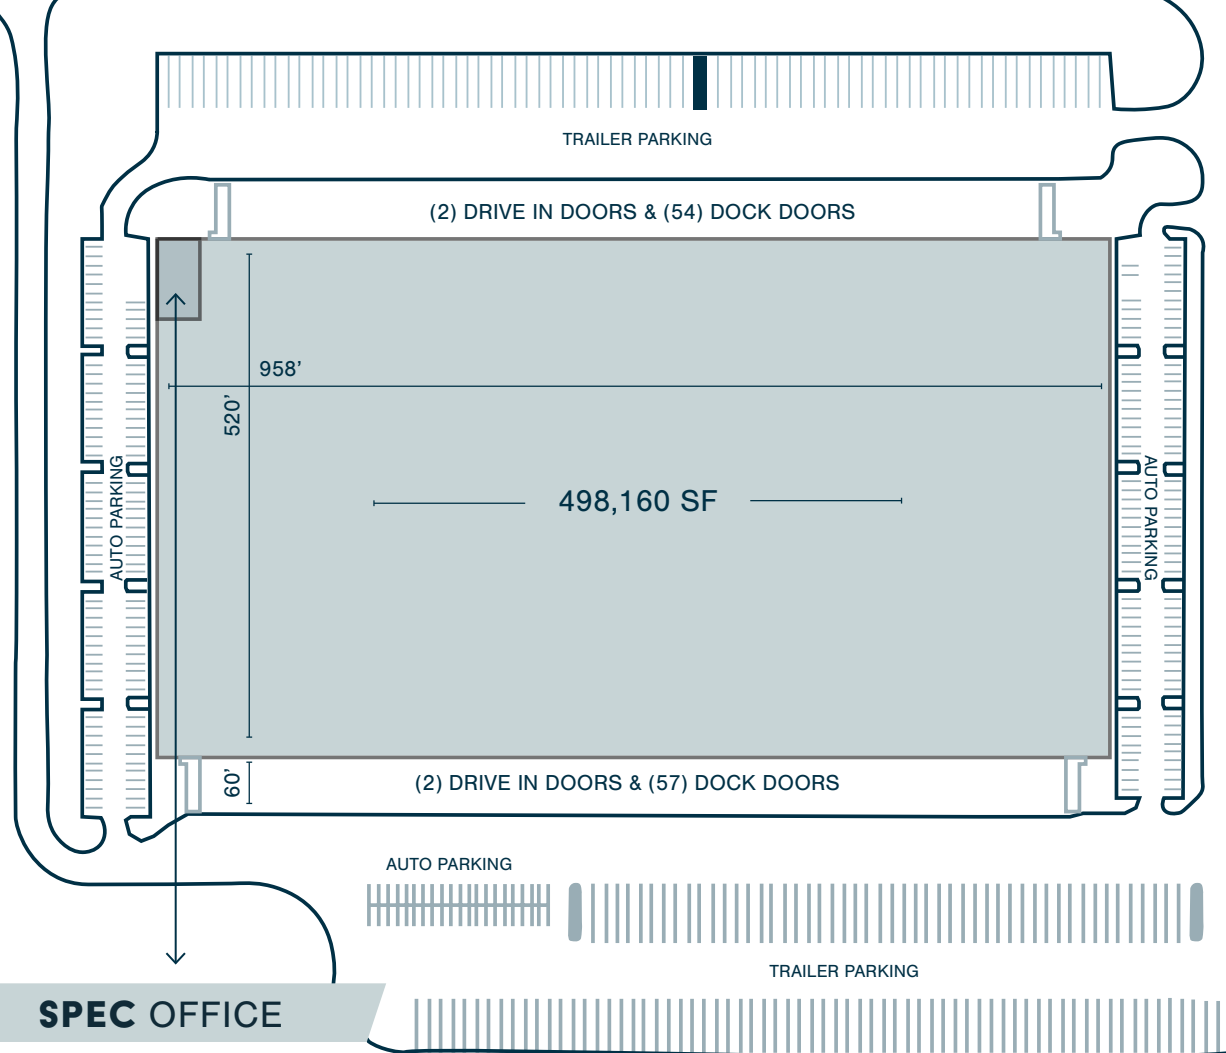 TRAILER PARKING
(2) DRIVE IN DOORS & (54) DOCK DOORS
958’
520’
498,160 SF
AUTO PARKING
AUTO PARKING
60’
(2) DRIVE IN DOORS & (57) DOCK DOORS
AUTO PARKING
TRAILER PARKING
SPEC OFFICE